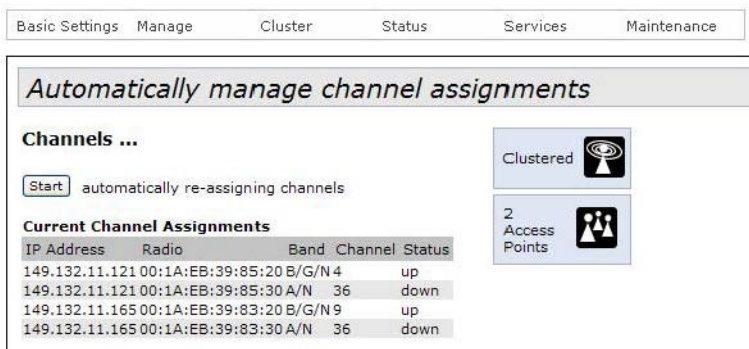 Basic Settings Manage Cluster Status Services Maintenance
Automatically manage channel assignments
Channels ...
Start automatically re-assigning channels
Clustered
2
Access
Points
Current Channel Assignments
IP Address Radio Band Channel Status
149.132.11.121 00:1A:EB:39:85:20 B/G/N 4 up
149.132.11.121 00:1A:EB:39:85:30 A/N 36 down
149.132.11.165 00:1A:EB:39:83:20 B/G/N 9 up
149.132.11.165 00:1A:EB:39:83:30 A/N 36 down